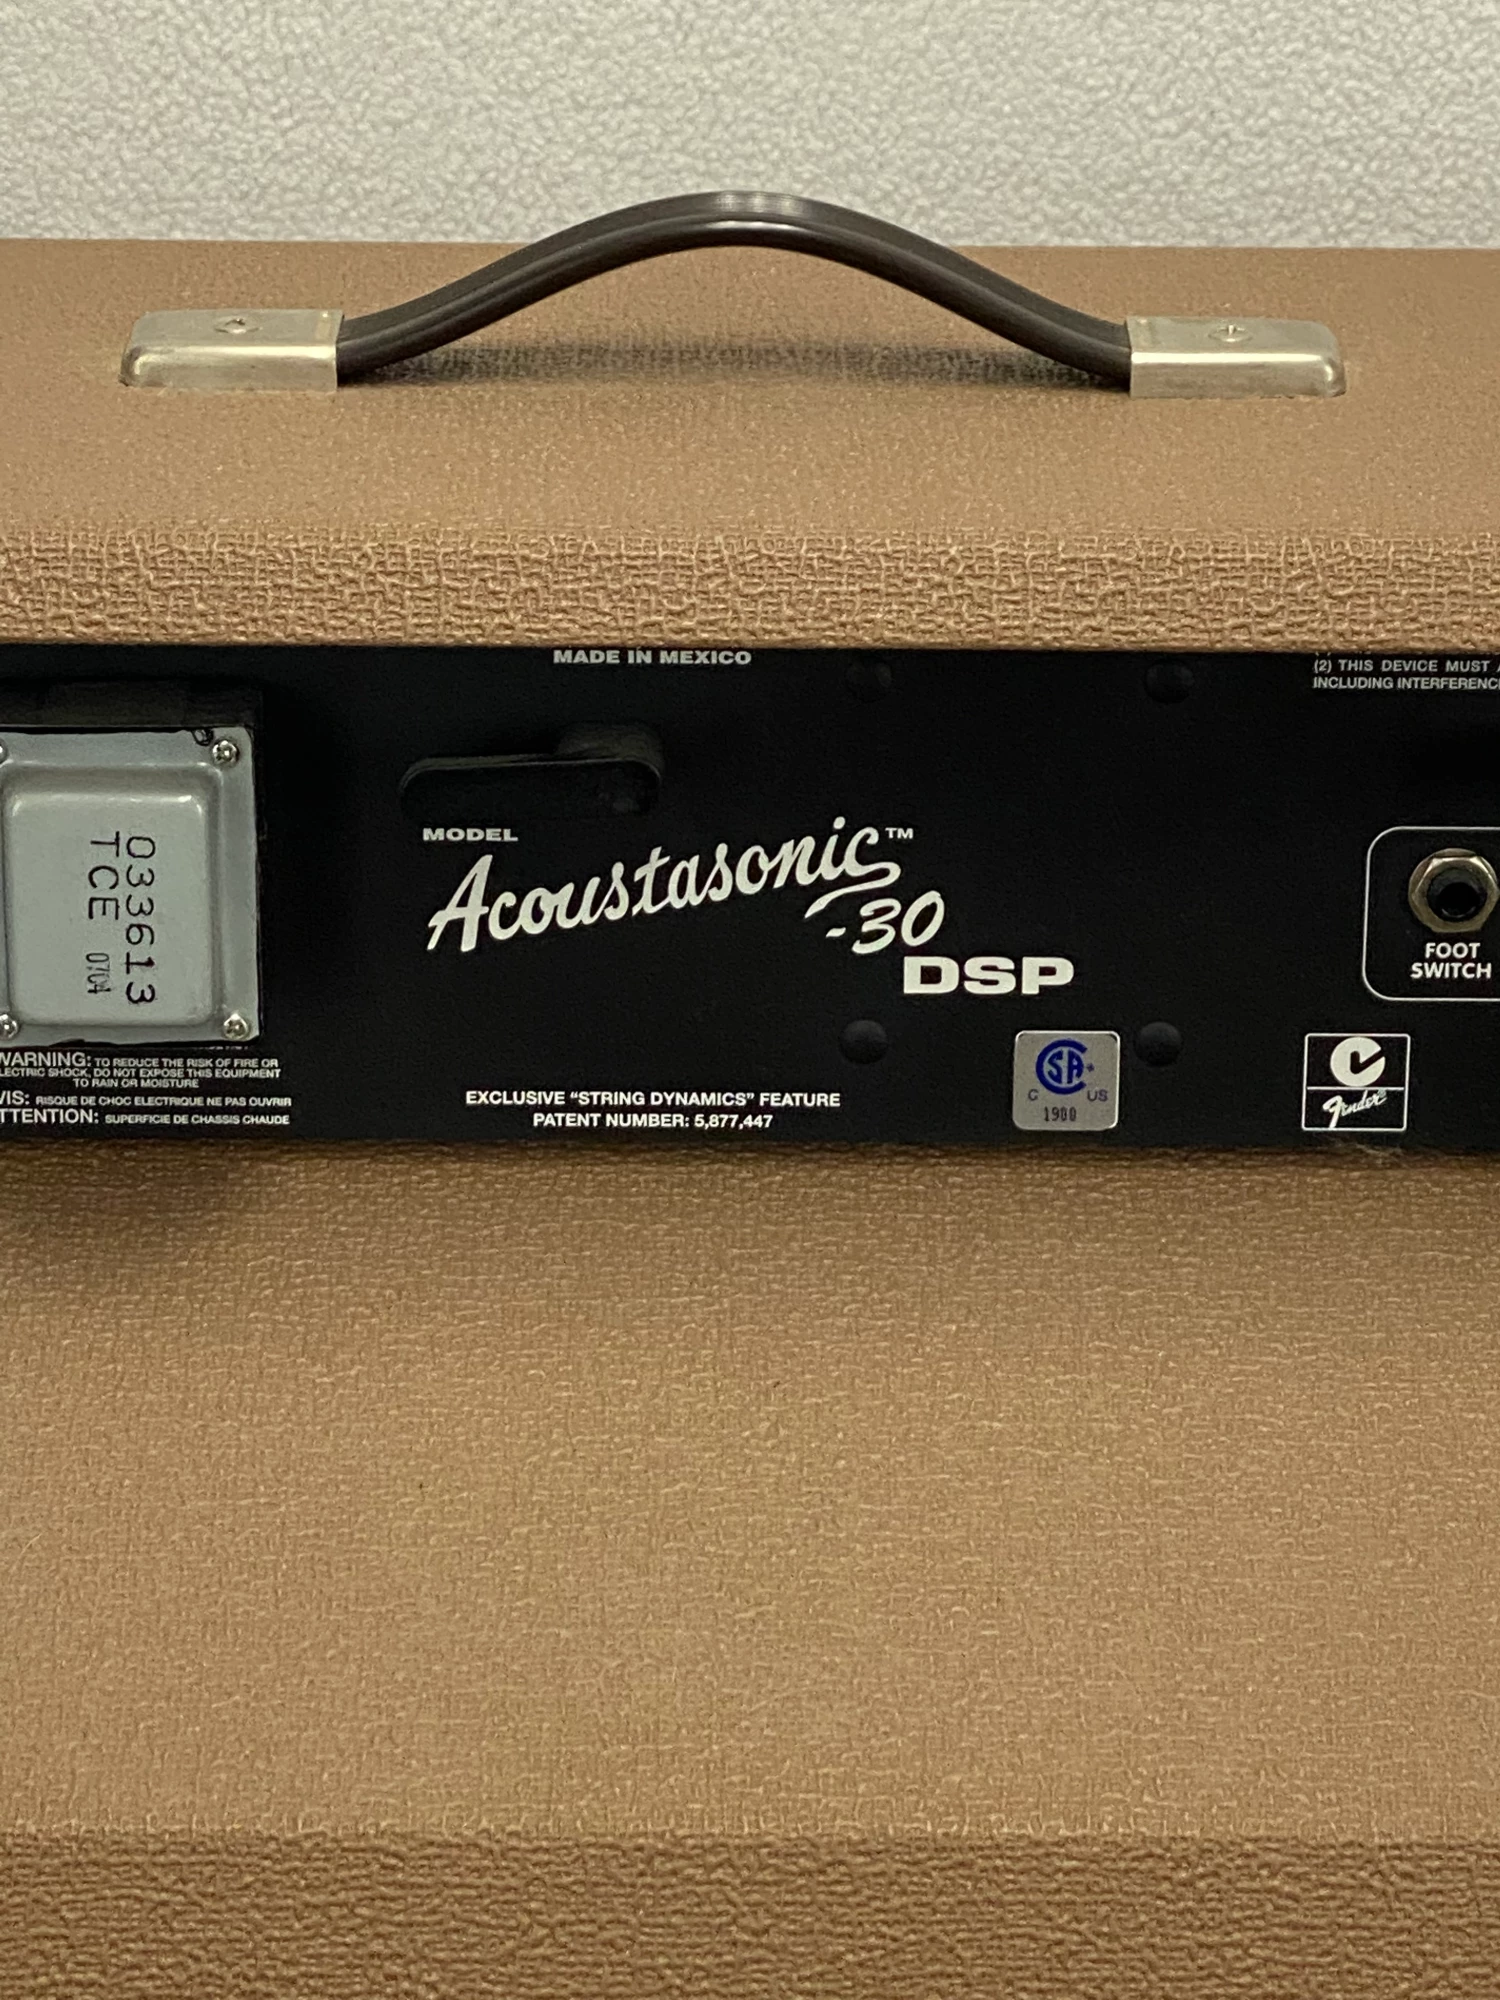 MADE IN MEXICO
(2) THIS DEVICE MUST
INCLUDING INTERFERENC
033613
TCE 0704
MODEL
Acoustasonic™
-30
DSP
FOOT
SWITCH
WARNING: TO REDUCE THE RISK OF FIRE OR
LECTRIC SHOCK, DO NOT EXPOSE THIS EQUIPMENT
TO RAIN OR MOISTURE
VIS: RISQUE DE CHOC ELECTRIQUE NE PAS OUVRIR
TTENTION: SUPERFICIE DE CHASSIS CHAUDE
EXCLUSIVE “STRING DYNAMICS” FEATURE
PATENT NUMBER: 5,877,447
CSA
C US
1900
Fender®